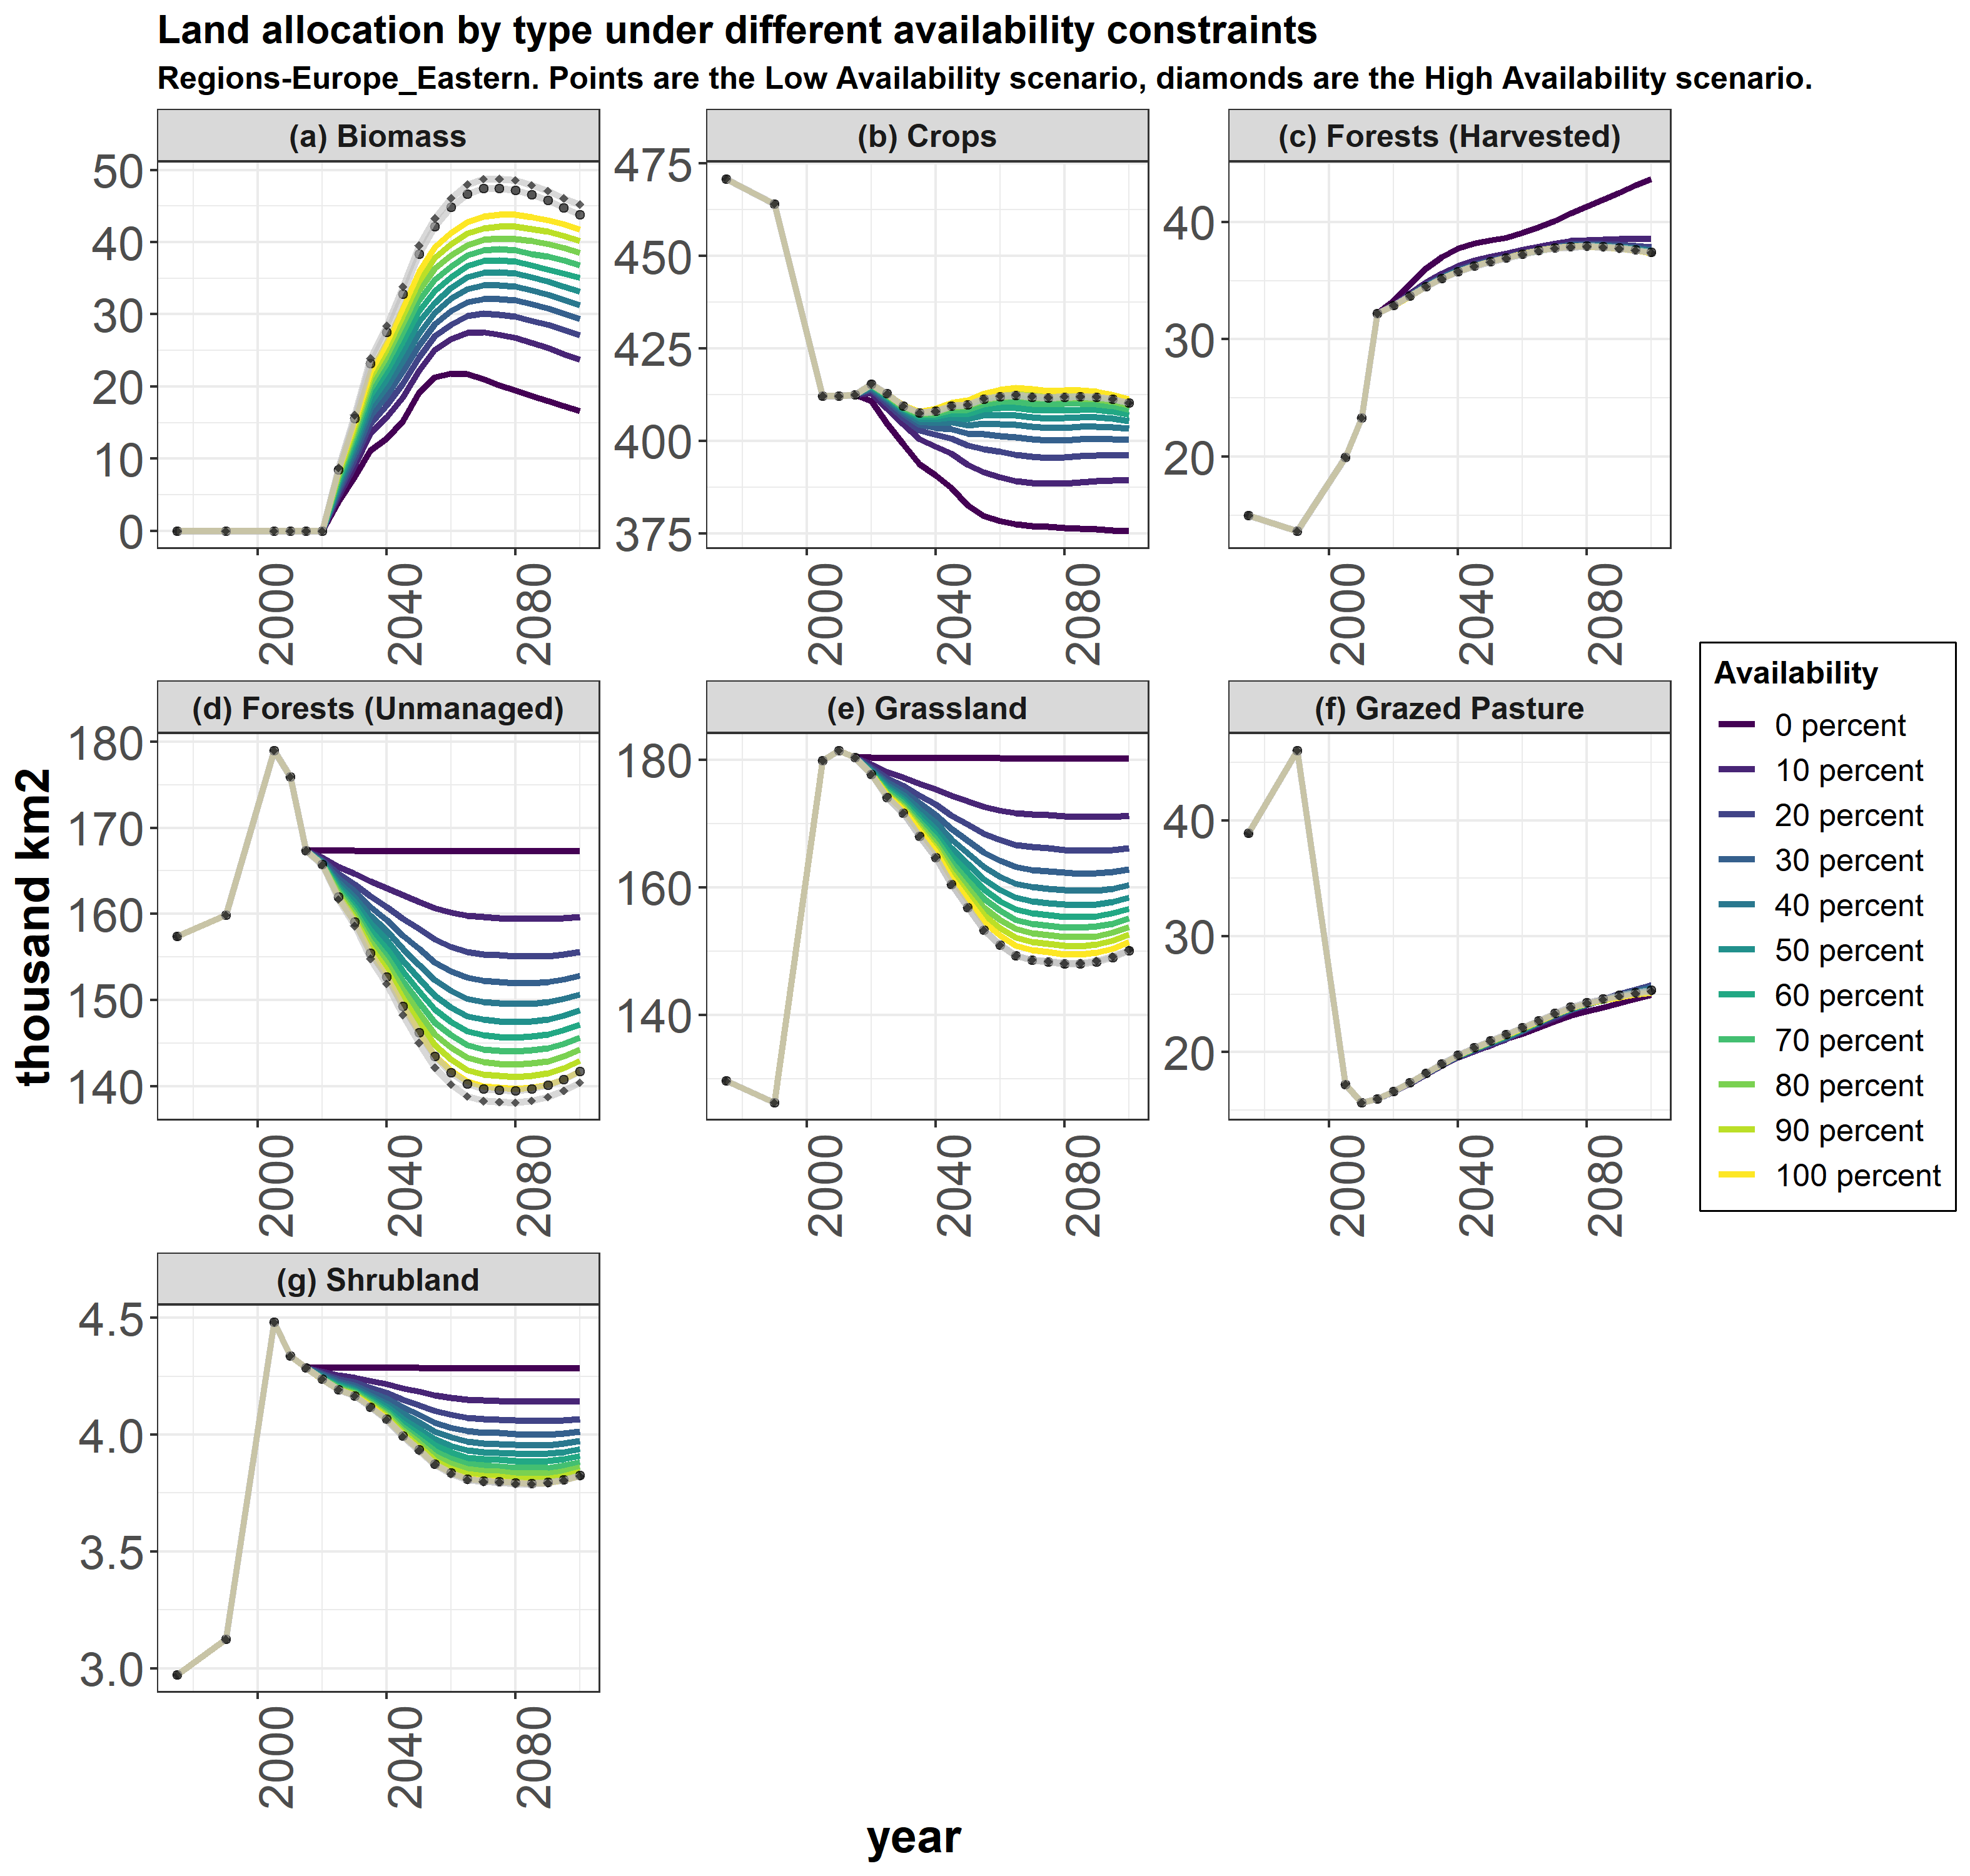 Land allocation by type under different availability constraints
Regions-Europe_Eastern. Points are the Low Availability scenario, diamonds are the High Availability scenario.
(a) Biomass
50
40
30
20
10
0
2000
2040
2080
(b) Crops
475
450
425
400
375
2000
2040
2080
(c) Forests (Harvested)
40
30
20
2000
2040
2080
thousand km2
(d) Forests (Unmanaged)
180
170
160
150
140
2000
2040
2080
(e) Grassland
180
160
140
2000
2040
2080
(f) Grazed Pasture
40
30
20
2000
2040
2080
Availability
0 percent
10 percent
20 percent
30 percent
40 percent
50 percent
60 percent
70 percent
80 percent
90 percent
100 percent
(g) Shrubland
4.5
4.0
3.5
3.0
2000
2040
2080
year